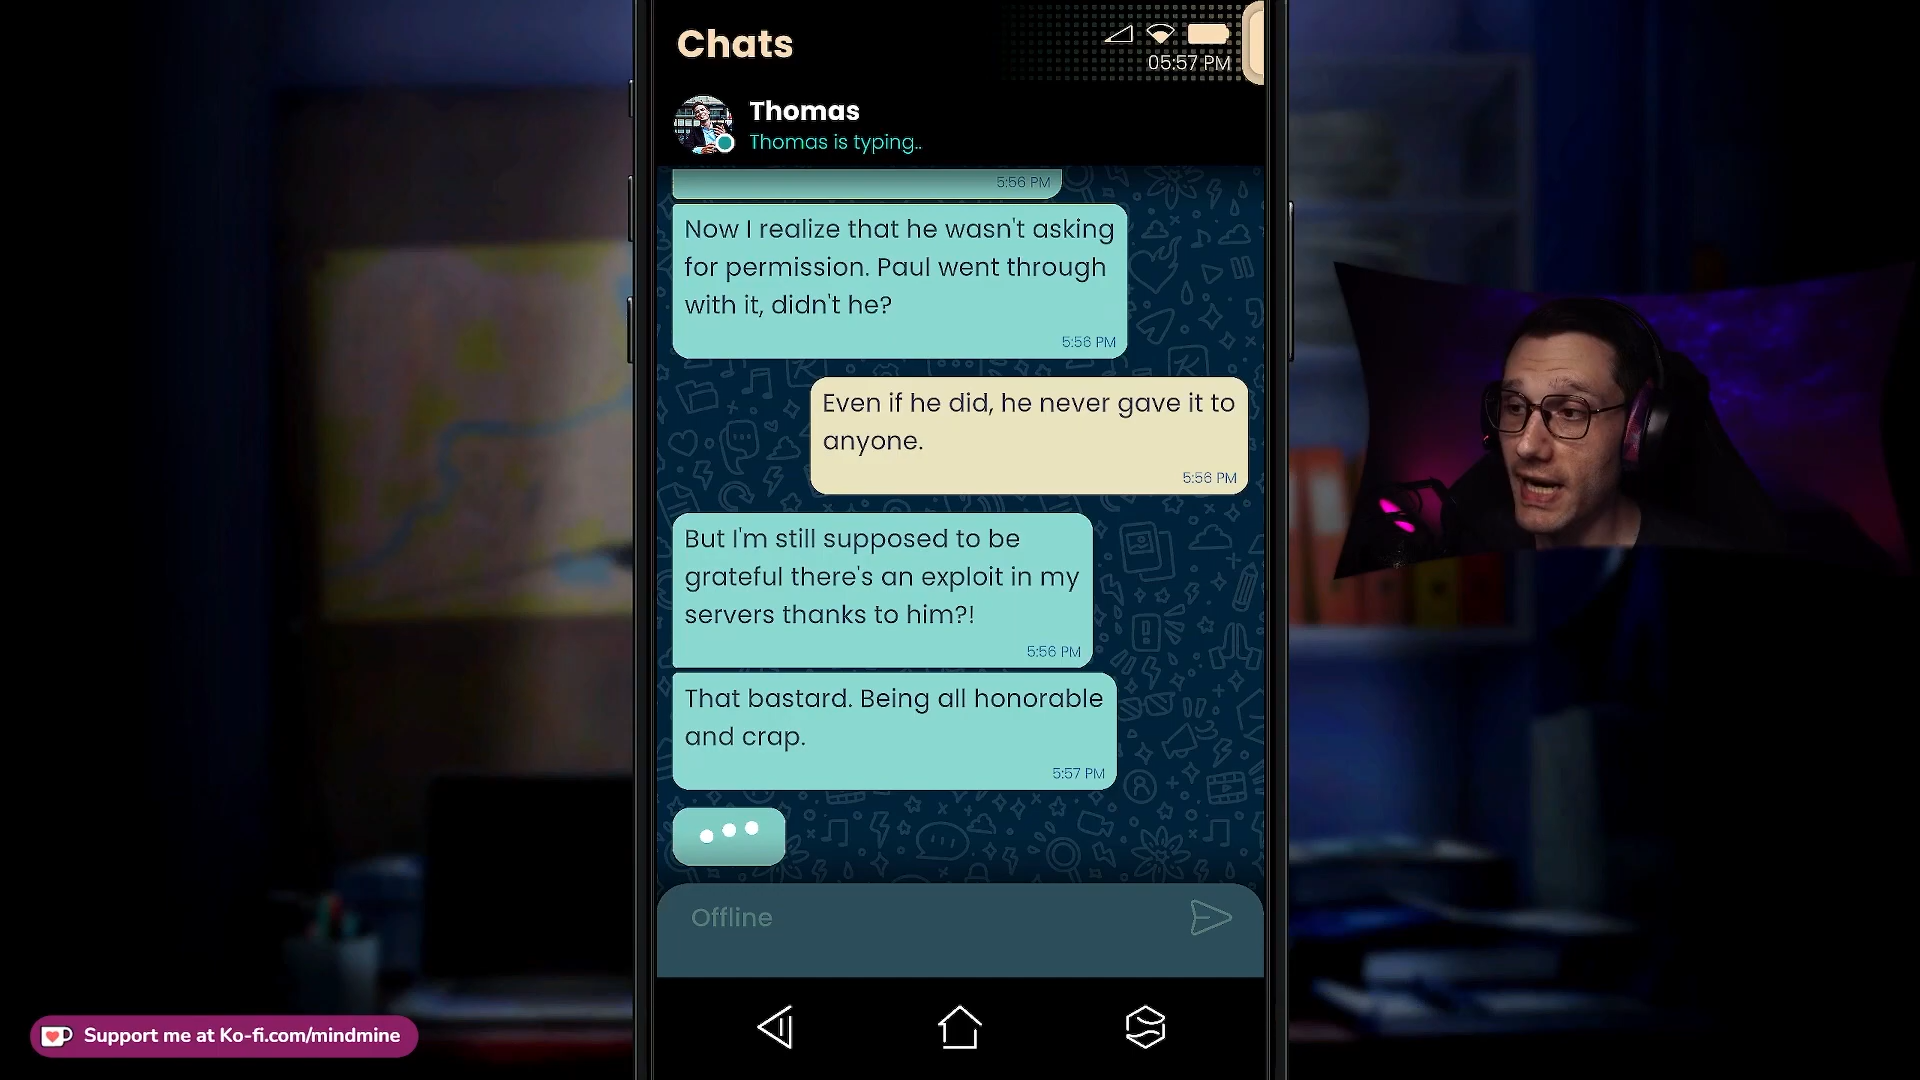 Chats
05:57 PM
Thomas
Thomas is typing..
5:56 PM
Now I realize that he wasn't asking
for permission. Paul went through
with it, didn't he?
5:56 PM
Even if he did, he never gave it to
anyone.
5:56 PM
But I'm still supposed to be
grateful there's an exploit in my
servers thanks to him?!
5:56 PM
That bastard. Being all honorable
and crap.
5:57 PM
Offline
Support me at Ko-fi.com/mindmine